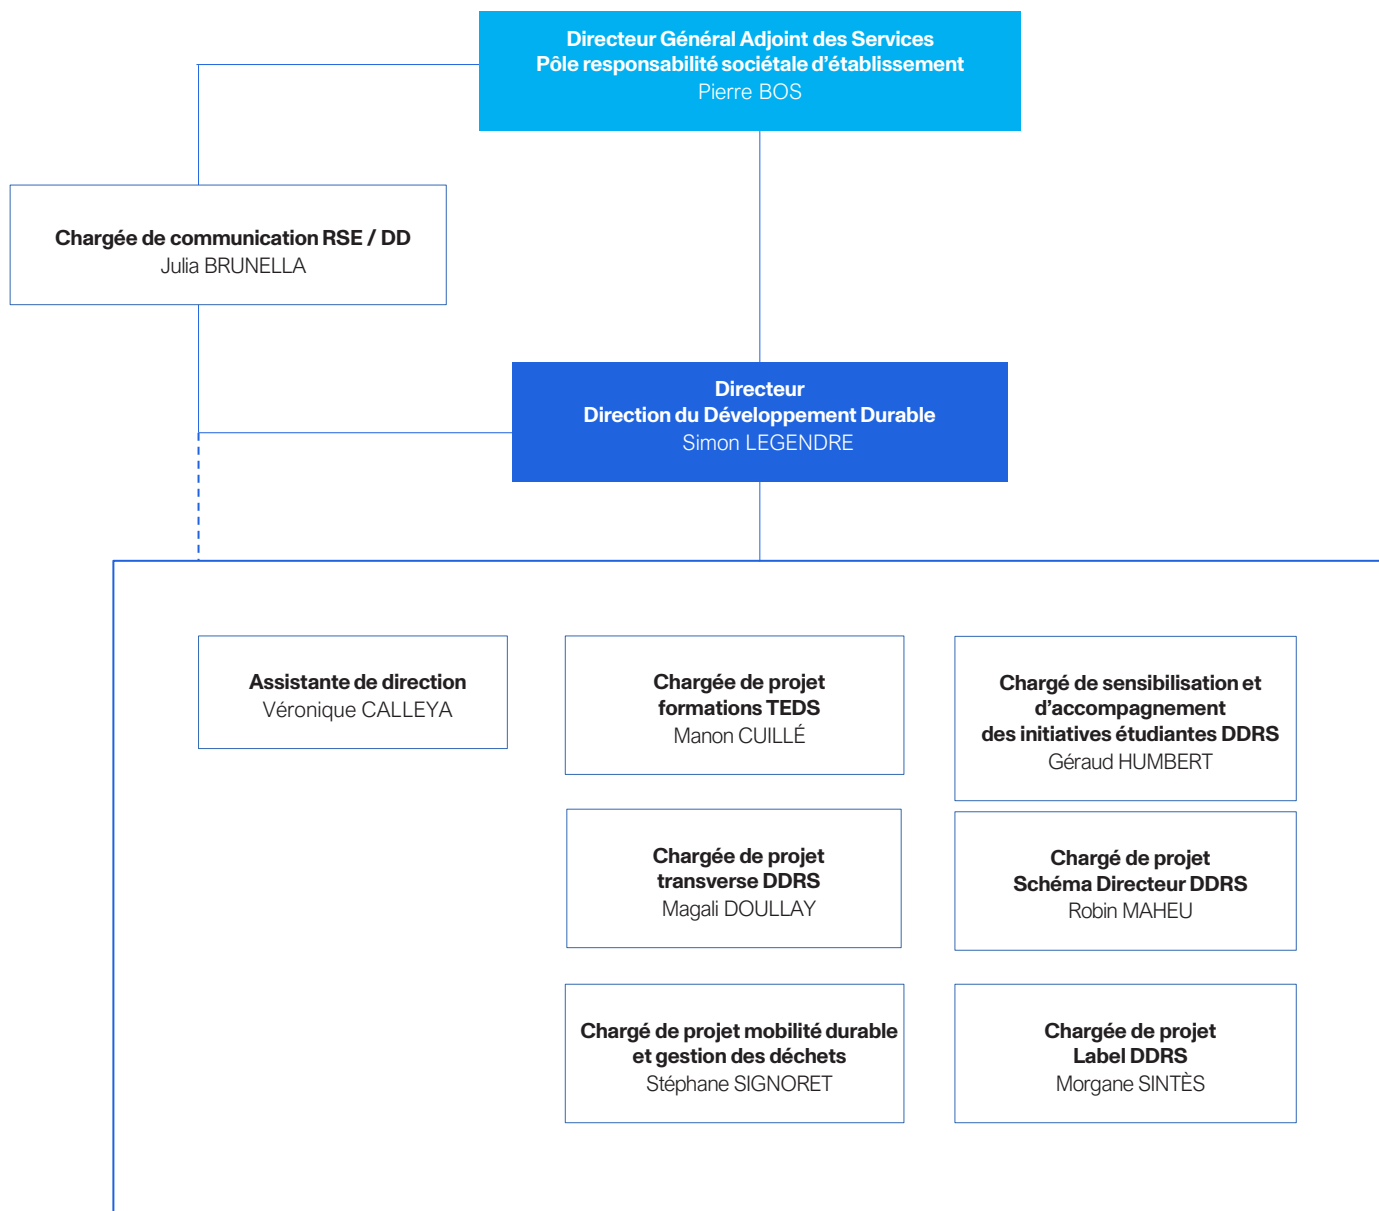 Directeur Général Adjoint des Services
Pôle responsabilité sociétale d'établissement
Pierre BOS
Chargée de communication RSE / DD
Julia BRUNELLA
Directeur
Direction du Développement Durable
Simon LEGENDRE
Assistante de direction
Véronique CALLEYA
Chargée de projet
formations TEDS
Manon CUILLÉ
Chargé de sensibilisation et
d'accompagnement
des initiatives étudiantes DDRS
Géraud HUMBERT
Chargée de projet
transverse DDRS
Magali DOULLAY
Chargé de projet
Schéma Directeur DDRS
Robin MAHEU
Chargé de projet mobilité durable
et gestion des déchets
Stéphane SIGNORET
Chargée de projet
Label DDRS
Morgane SINTÈS